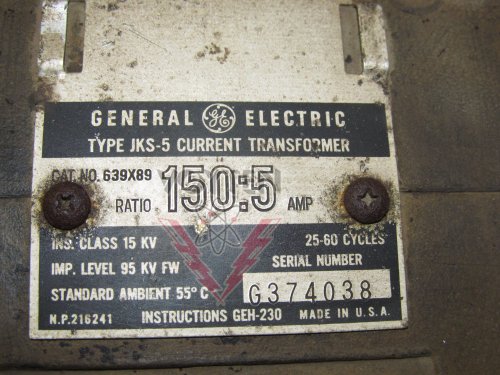 GENERAL GE ELECTRIC
TYPE JKS-5 CURRENT TRANSFORMER
CAT. NO. 639X89
RATIO 150:5 AMP
INS. CLASS 15 KV 25-60 CYCLES
IMP. LEVEL 95 KV FW SERIAL NUMBER
STANDARD AMBIENT 55° C G374038
N.P. 216241 INSTRUCTIONS GEH-230 MADE IN U.S.A.